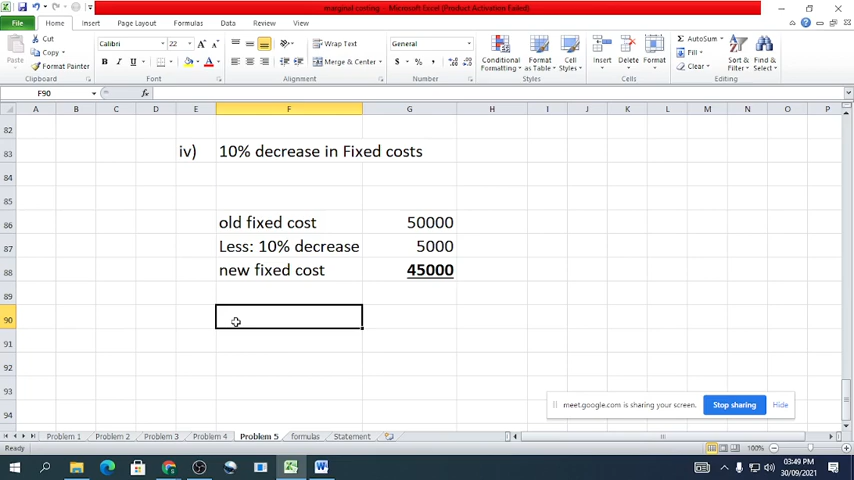 marginal costing - Microsoft Excel (Product Activation Failed)
File Home Insert Page Layout Formulas Data Review View
Cut
Copy
Format Painter
Paste
Calibri 22
B I U
Wrap Text
Merge & Center
General
Conditional Formatting
Format as Table
Cell Styles
Insert Delete Format
AutoSum
Fill
Clear
Sort & Filter
Find & Select
Clipboard Font Alignment Number Styles Cells Editing
F90 fx
A B C D E F G H I J K L M N O P
82
83 iv) 10% decrease in Fixed costs
84
85
86 old fixed cost 50000
87 Less: 10% decrease 5000
88 new fixed cost 45000
89
90
91
92
93
94
meet.google.com is sharing your screen. Stop sharing Hide
Problem 1 Problem 2 Problem 3 Problem 4 Problem 5 formulas Statement
Ready 100%
03:49 PM
30/09/2021